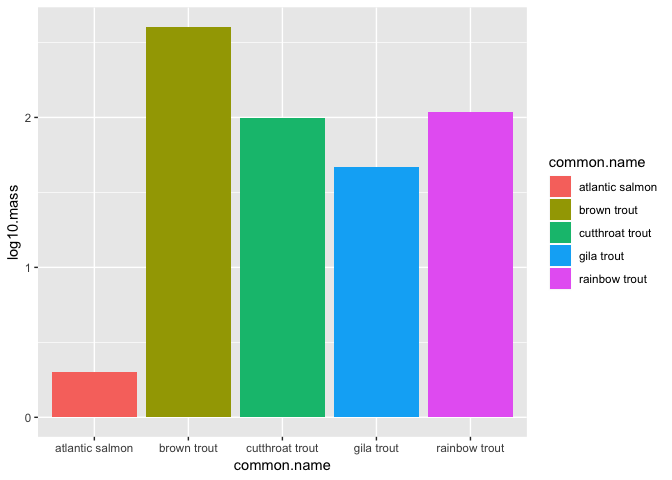 log10.mass
2
1
0
atlantic salmon brown trout cutthroat trout gila trout rainbow trout
common.name
common.name
atlantic salmon
brown trout
cutthroat trout
gila trout
rainbow trout